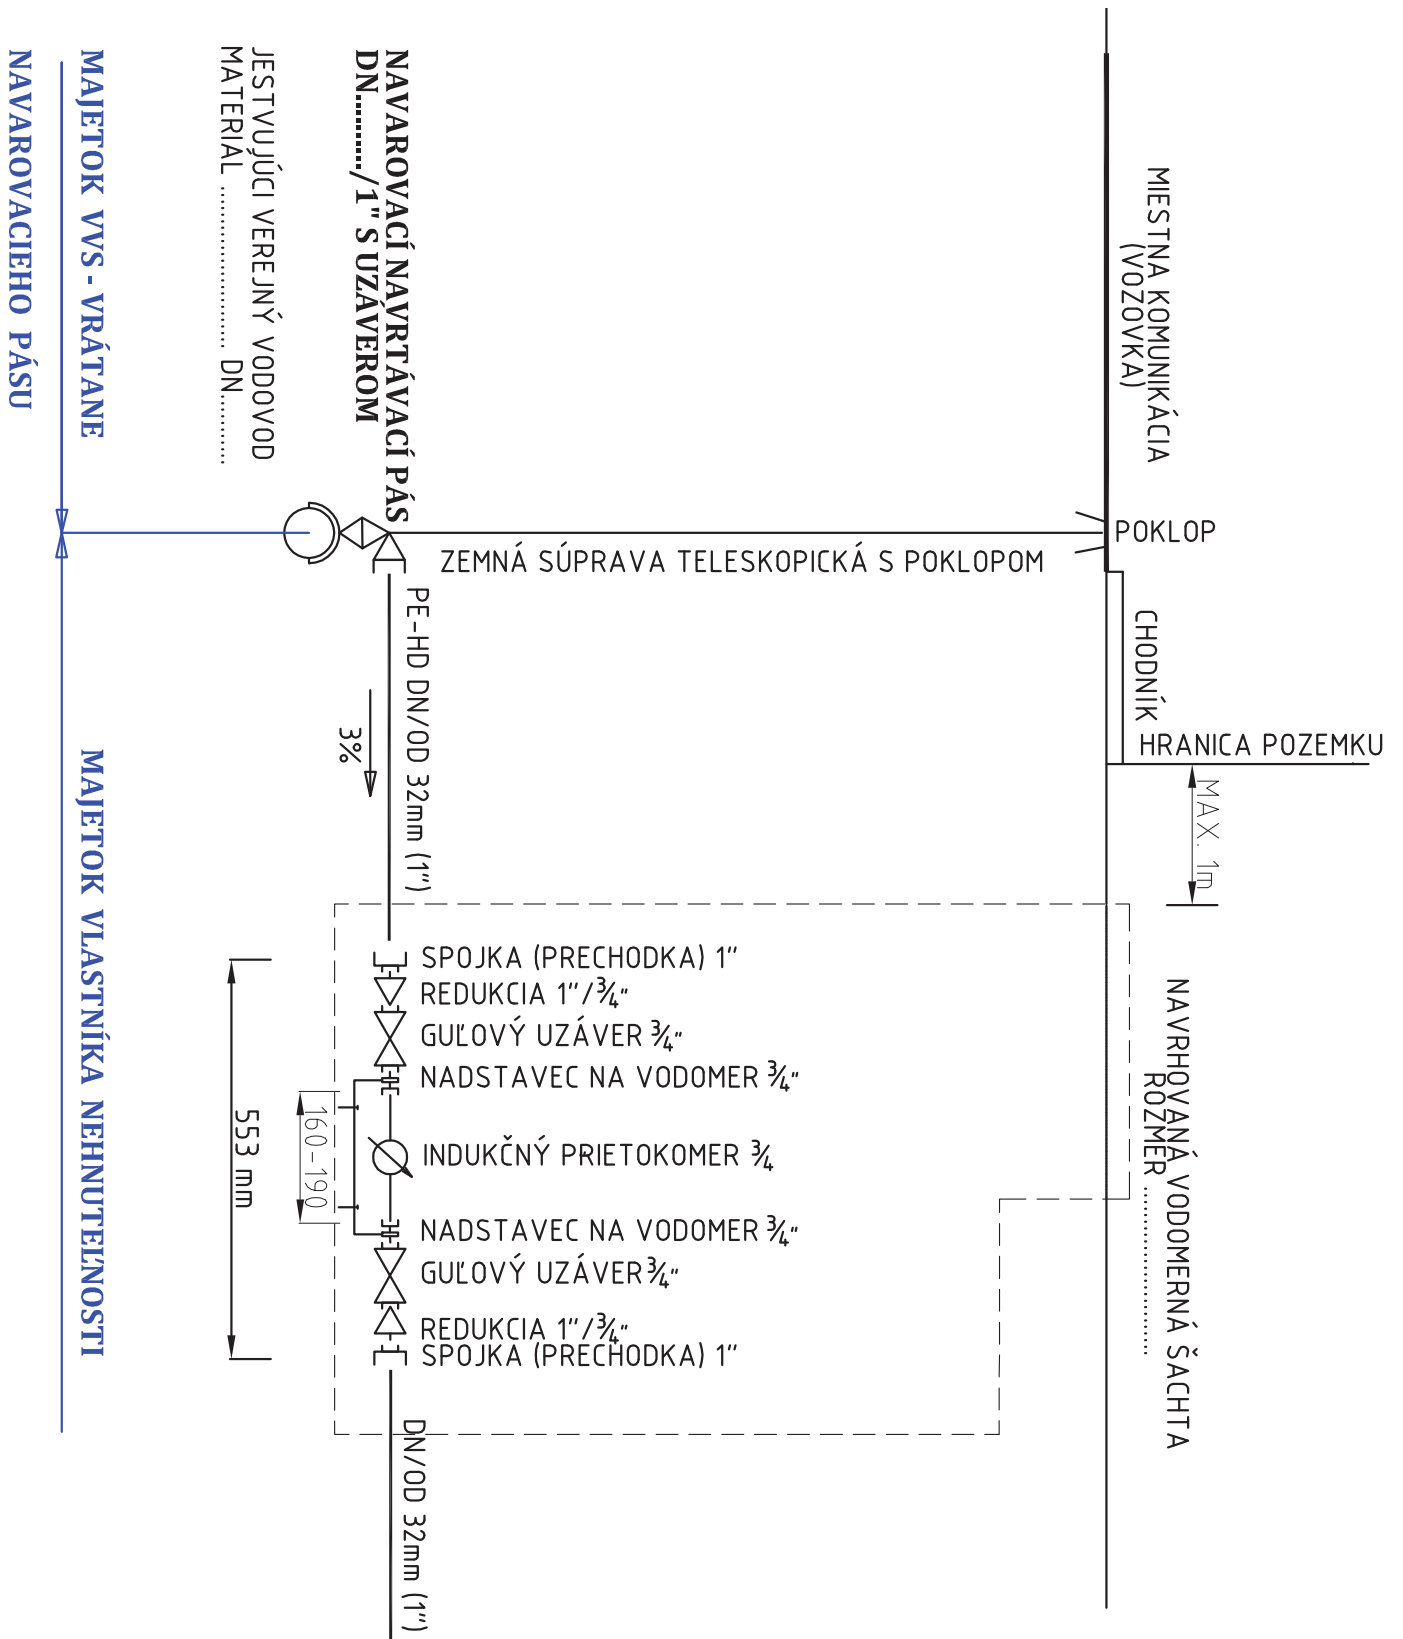 MIESTNA KOMUNIKÁCIA
(VOZOVKA)
POKLOP
CHODNÍK
HRANICA POZEMKU
MAX. 1m
NAVRHOVANÁ VODOMERNÁ ŠACHTA
ROZMER ..............................
ZEMNÁ SÚPRAVA TELESKOPICKÁ S POKLOPOM
NAVAROVACÍ NAVRTÁVACÍ PÁS
DN........../1" S UZÁVEROM
JESTVUJÚCI VEREJNÝ VODOVOD
MATERIÁL ............................. DN............
PE-HD DN/OD 32mm (1")
3%
SPOJKA (PRECHODKA) 1"
REDUKCIA 1"/¾"
GUĽOVÝ UZÁVER ¾"
NADSTAVEC NA VODOMER ¾"
INDUKČNÝ PRIETOKOMER ¾
NADSTAVEC NA VODOMER ¾"
GUĽOVÝ UZÁVER ¾"
REDUKCIA 1"/¾"
SPOJKA (PRECHODKA) 1"
160-190
553 mm
DN/OD 32mm (1")
MAJETOK VVS - VRÁTANE
NAVAROVACIEHO PÁSU
MAJETOK VLASTNÍKA NEHNUTEĽNOSTI